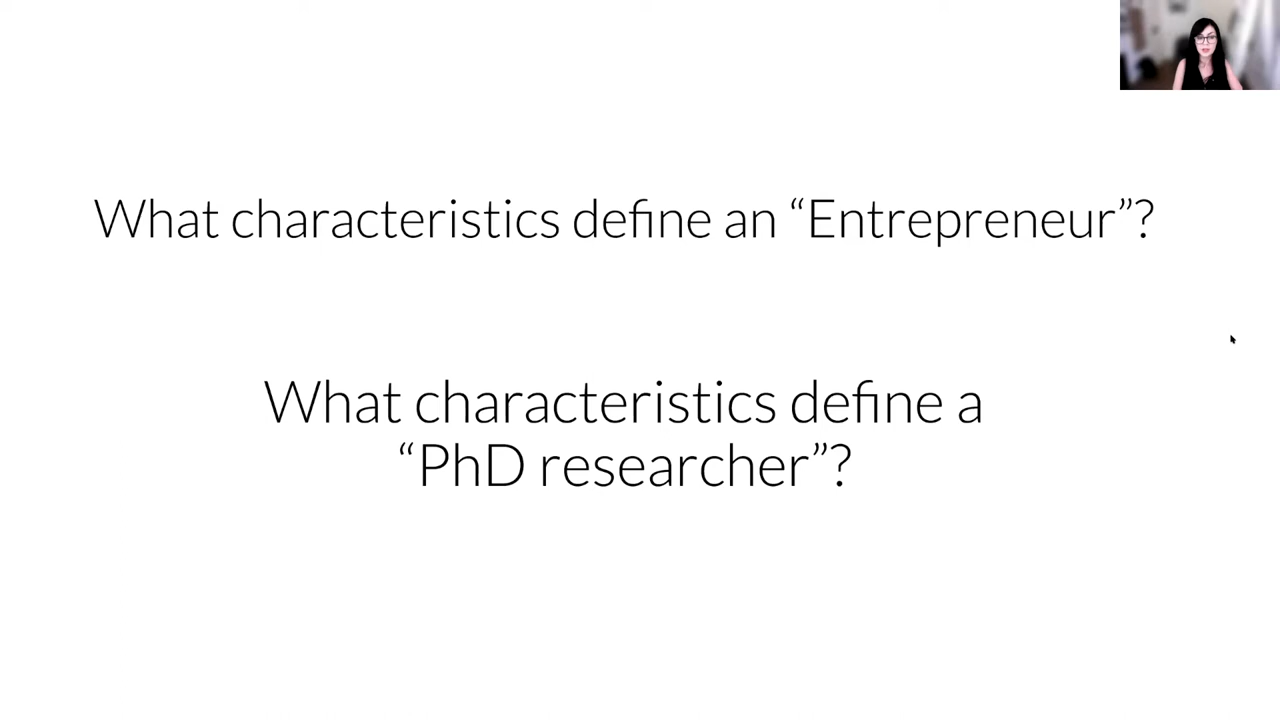 What characteristics define an “Entrepreneur”?
What characteristics define a
“PhD researcher”?